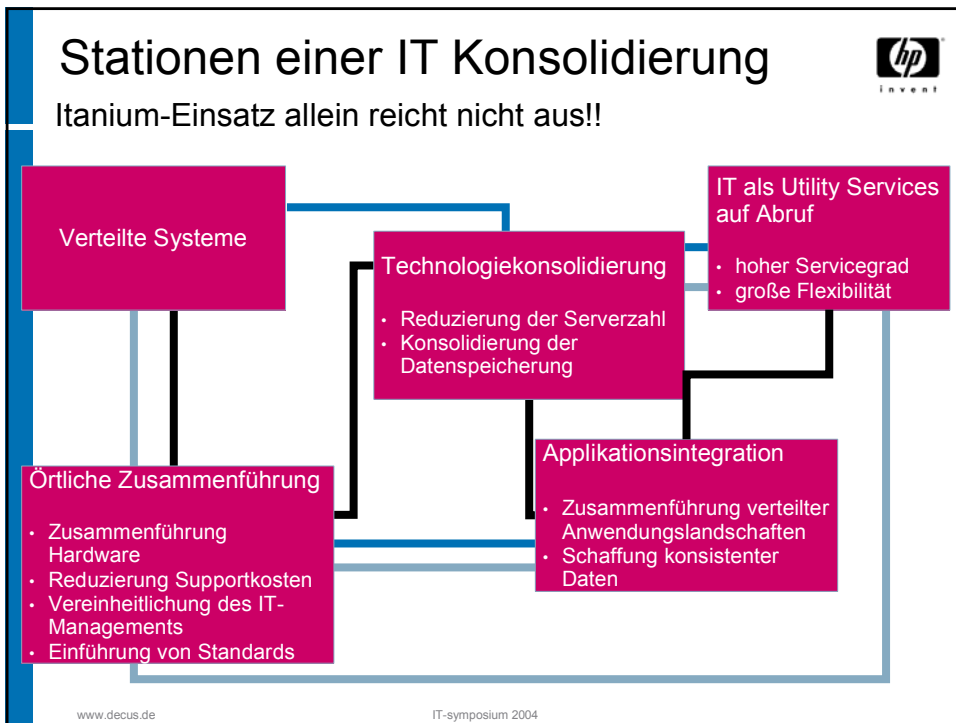 Stationen einer IT Konsolidierung
hp
invent
Itanium-Einsatz allein reicht nicht aus!!
Verteilte Systeme
Technologiekonsolidierung
• Reduzierung der Serverzahl
• Konsolidierung der
Datenspeicherung
IT als Utility Services
auf Abruf
• hoher Servicegrad
• große Flexibilität
Örtliche Zusammenführung
• Zusammenführung
Hardware
• Reduzierung Supportkosten
• Vereinheitlichung des IT-
Managements
• Einführung von Standards
Applikationsintegration
• Zusammenführung verteilter
Anwendungslandschaften
• Schaffung konsistenter
Daten
www.decus.de
IT-symposium 2004